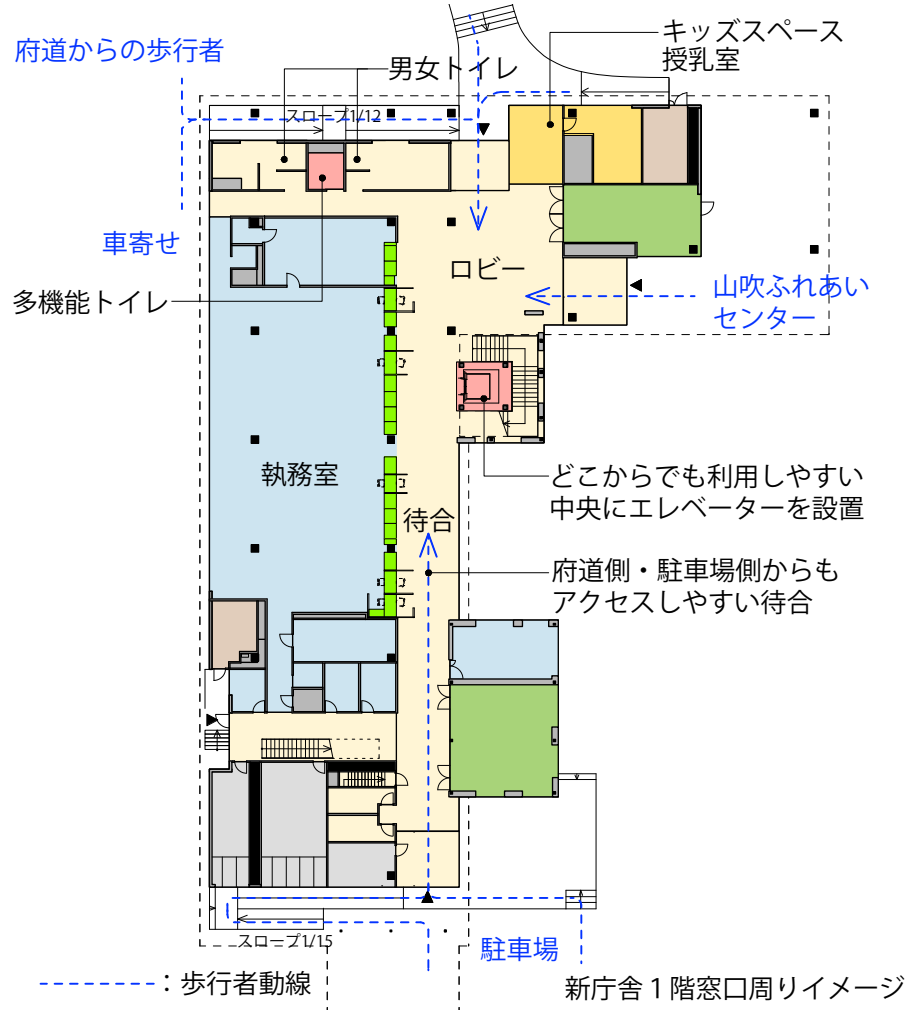 府道からの歩行者
キッズスペース
授乳室
男女トイレ
スロープ1/12
車寄せ
多機能トイレ
ロビー
山吹ふれあい
センター
執務室
どこからでも利用しやすい
中央にエレベーターを設置
待合
府道側・駐車場側からも
アクセスしやすい待合
スロープ1/15
駐車場
：歩行者動線
新庁舎１階窓口周りイメージ